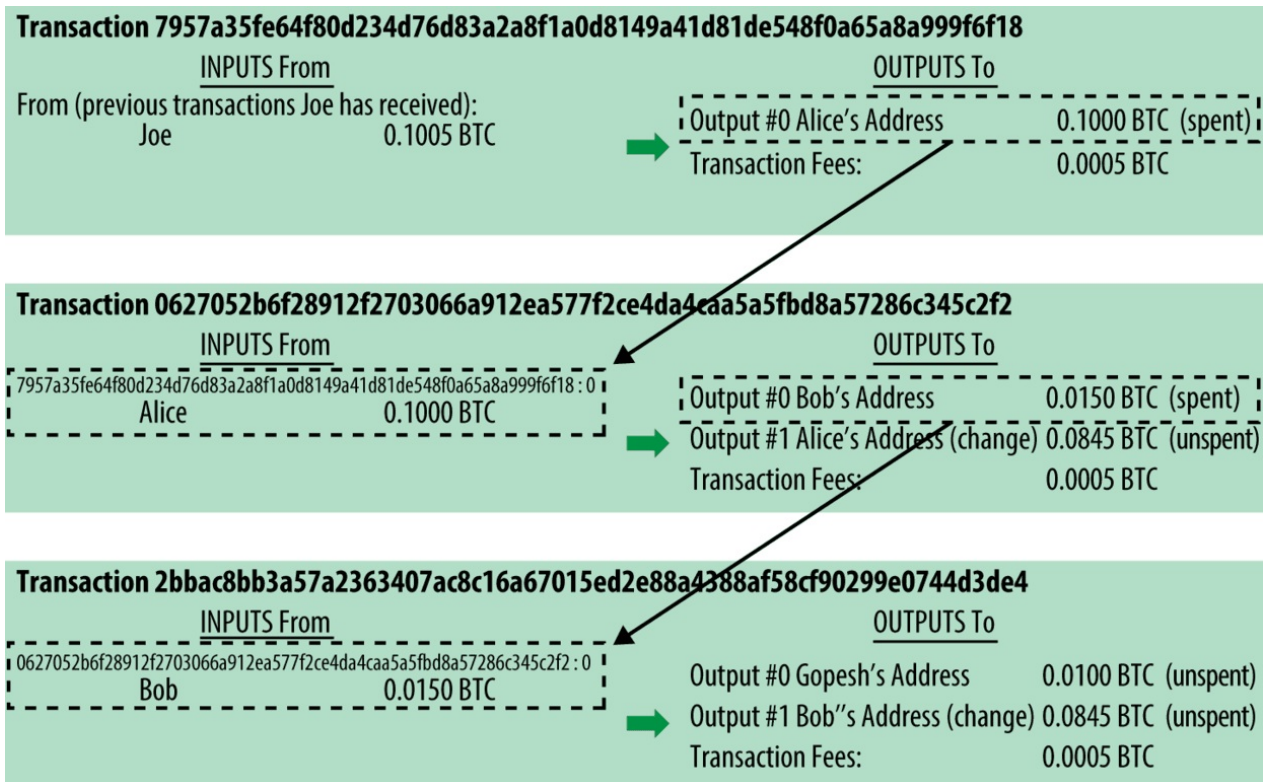 Transaction 7957a35fe64f80d234d76d83a2a8f1a0d8149a41d81de548f0a65a8a999f6f18
INPUTS From
OUTPUTS To
From (previous transactions Joe has received):
Joe 0.1005 BTC
Output #0 Alice's Address 0.1000 BTC (spent)
Transaction Fees: 0.0005 BTC
Transaction 0627052b6f28912f2703066a912ea577f2ce4da4caa5a5fbd8a57286c345c2f2
INPUTS From
OUTPUTS To
7957a35fe64f80d234d76d83a2a8f1a0d8149a41d81de548f0a65a8a999f6f18 : 0
Alice 0.1000 BTC
Output #0 Bob's Address 0.0150 BTC (spent)
Output #1 Alice's Address (change) 0.0845 BTC (unspent)
Transaction Fees: 0.0005 BTC
Transaction 2bbac8bb3a57a2363407ac8c16a67015ed2e88a4388af58cf90299e0744d3de4
INPUTS From
OUTPUTS To
0627052b6f28912f2703066a912ea577f2ce4da4caa5a5fbd8a57286c345c2f2 : 0
Bob 0.0150 BTC
Output #0 Gopesh's Address 0.0100 BTC (unspent)
Output #1 Bob"s Address (change) 0.0845 BTC (unspent)
Transaction Fees: 0.0005 BTC